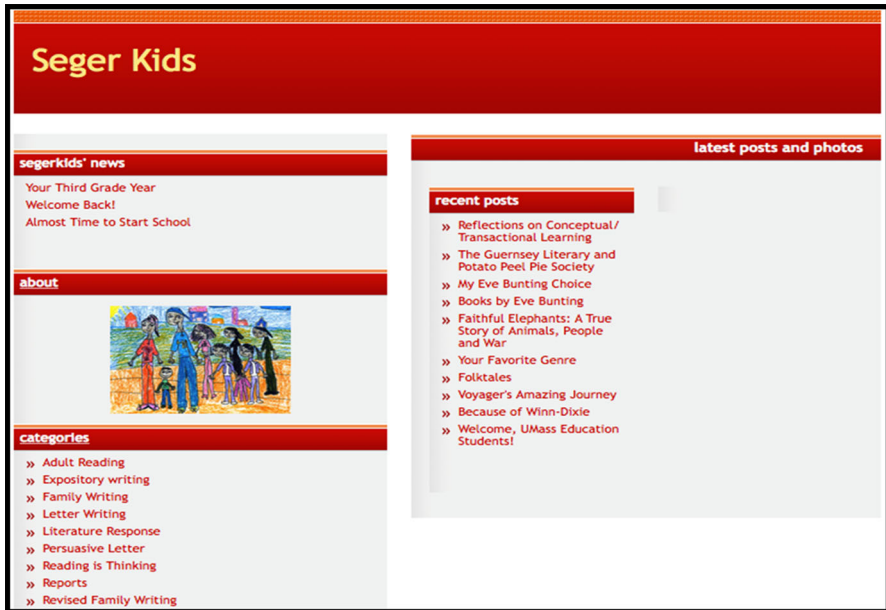 Seger Kids
segerkids' news
Your Third Grade Year
Welcome Back!
Almost Time to Start School
about
categories
» Adult Reading
» Expository writing
» Family Writing
» Letter Writing
» Literature Response
» Persuasive Letter
» Reading is Thinking
» Reports
» Revised Family Writing
latest posts and photos
recent posts
» Reflections on Conceptual/
Transactional Learning
» The Guernsey Literary and
Potato Peel Pie Society
» My Eve Bunting Choice
» Books by Eve Bunting
» Faithful Elephants: A True
Story of Animals, People
and War
» Your Favorite Genre
» Folktales
» Voyager's Amazing Journey
» Because of Winn-Dixie
» Welcome, UMass Education
Students!